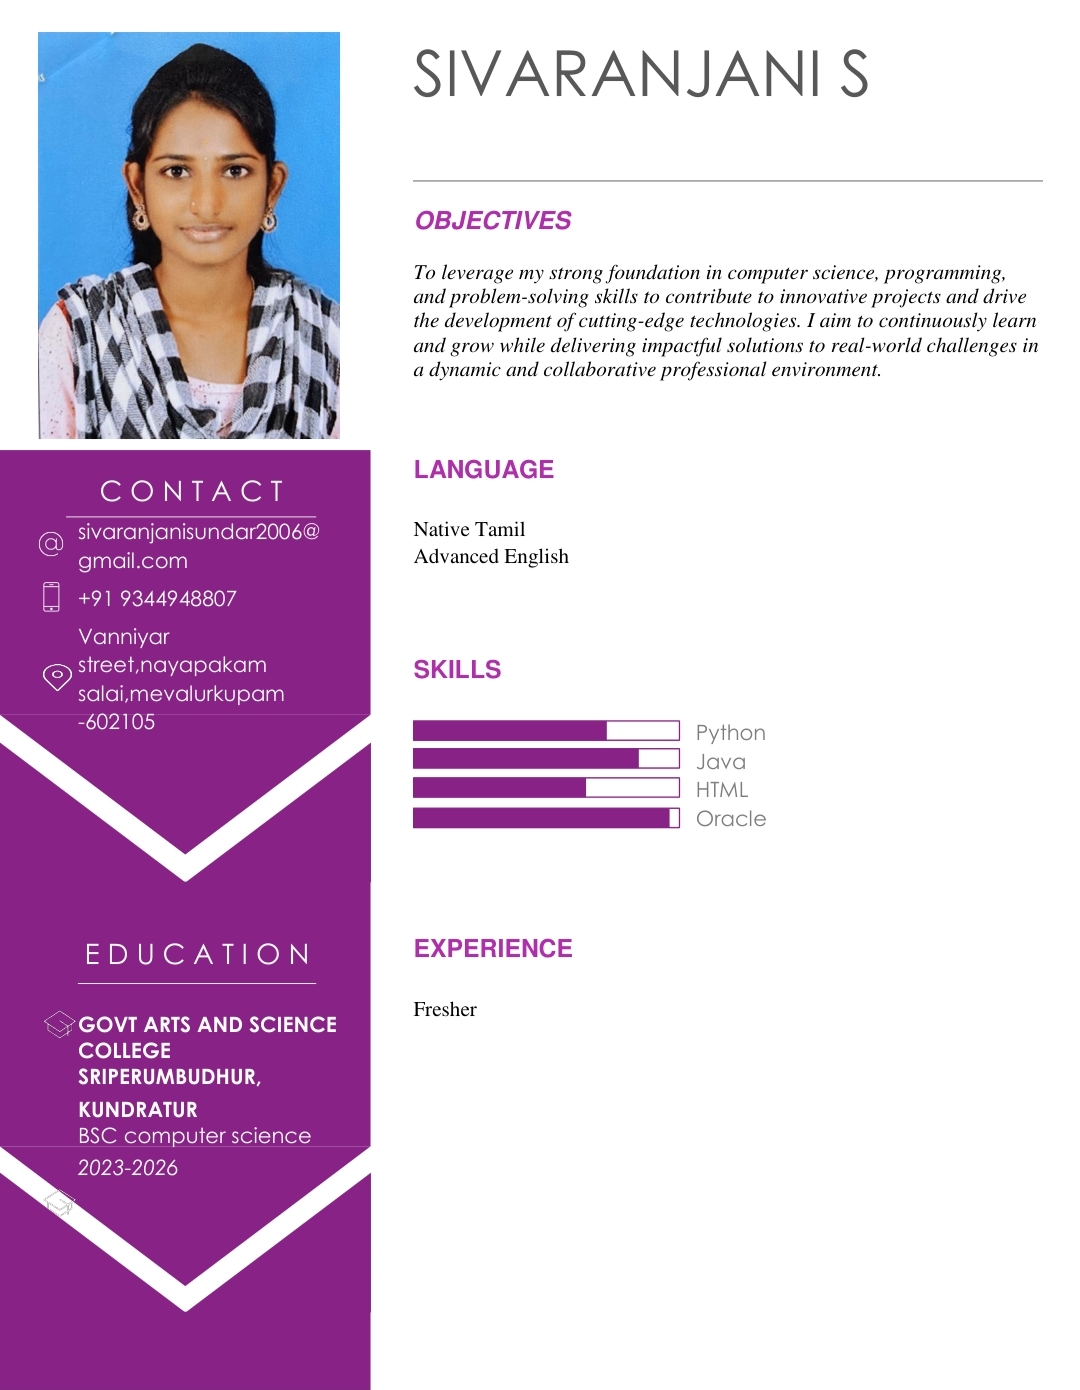 SIVARANJANI S
OBJECTIVES
To leverage my strong foundation in computer science, programming,
and problem-solving skills to contribute to innovative projects and drive
the development of cutting-edge technologies. I aim to continuously learn
and grow while delivering impactful solutions to real-world challenges in
a dynamic and collaborative professional environment.
CONTACT
sivaranjanisundar2006@
gmail.com
+91 9344948807
Vanniyar
street,nayapakam
salai,mevalurkupam
-602105
EDUCATION
GOVT ARTS AND SCIENCE
COLLEGE
SRIPERUMBUDHUR,
KUNDRATUR
BSC computer science
2023-2026
LANGUAGE
Native Tamil
Advanced English
SKILLS
Python
Java
HTML
Oracle
EXPERIENCE
Fresher